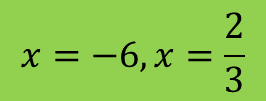 x = −6, x = 2/3